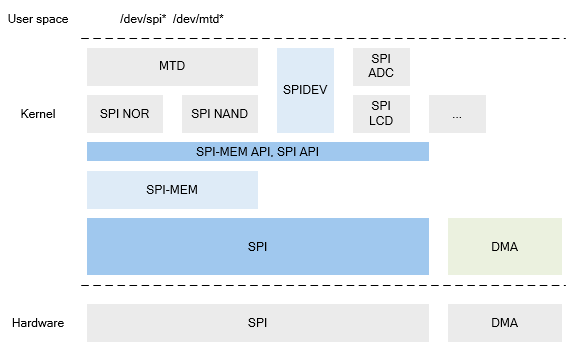 User space
/dev/spi* /dev/mtd*
MTD
SPIDEV
SPI
ADC
Kernel
SPI NOR
SPI NAND
SPI
LCD
...
SPI-MEM API, SPI API
SPI-MEM
SPI
DMA
Hardware
SPI
DMA